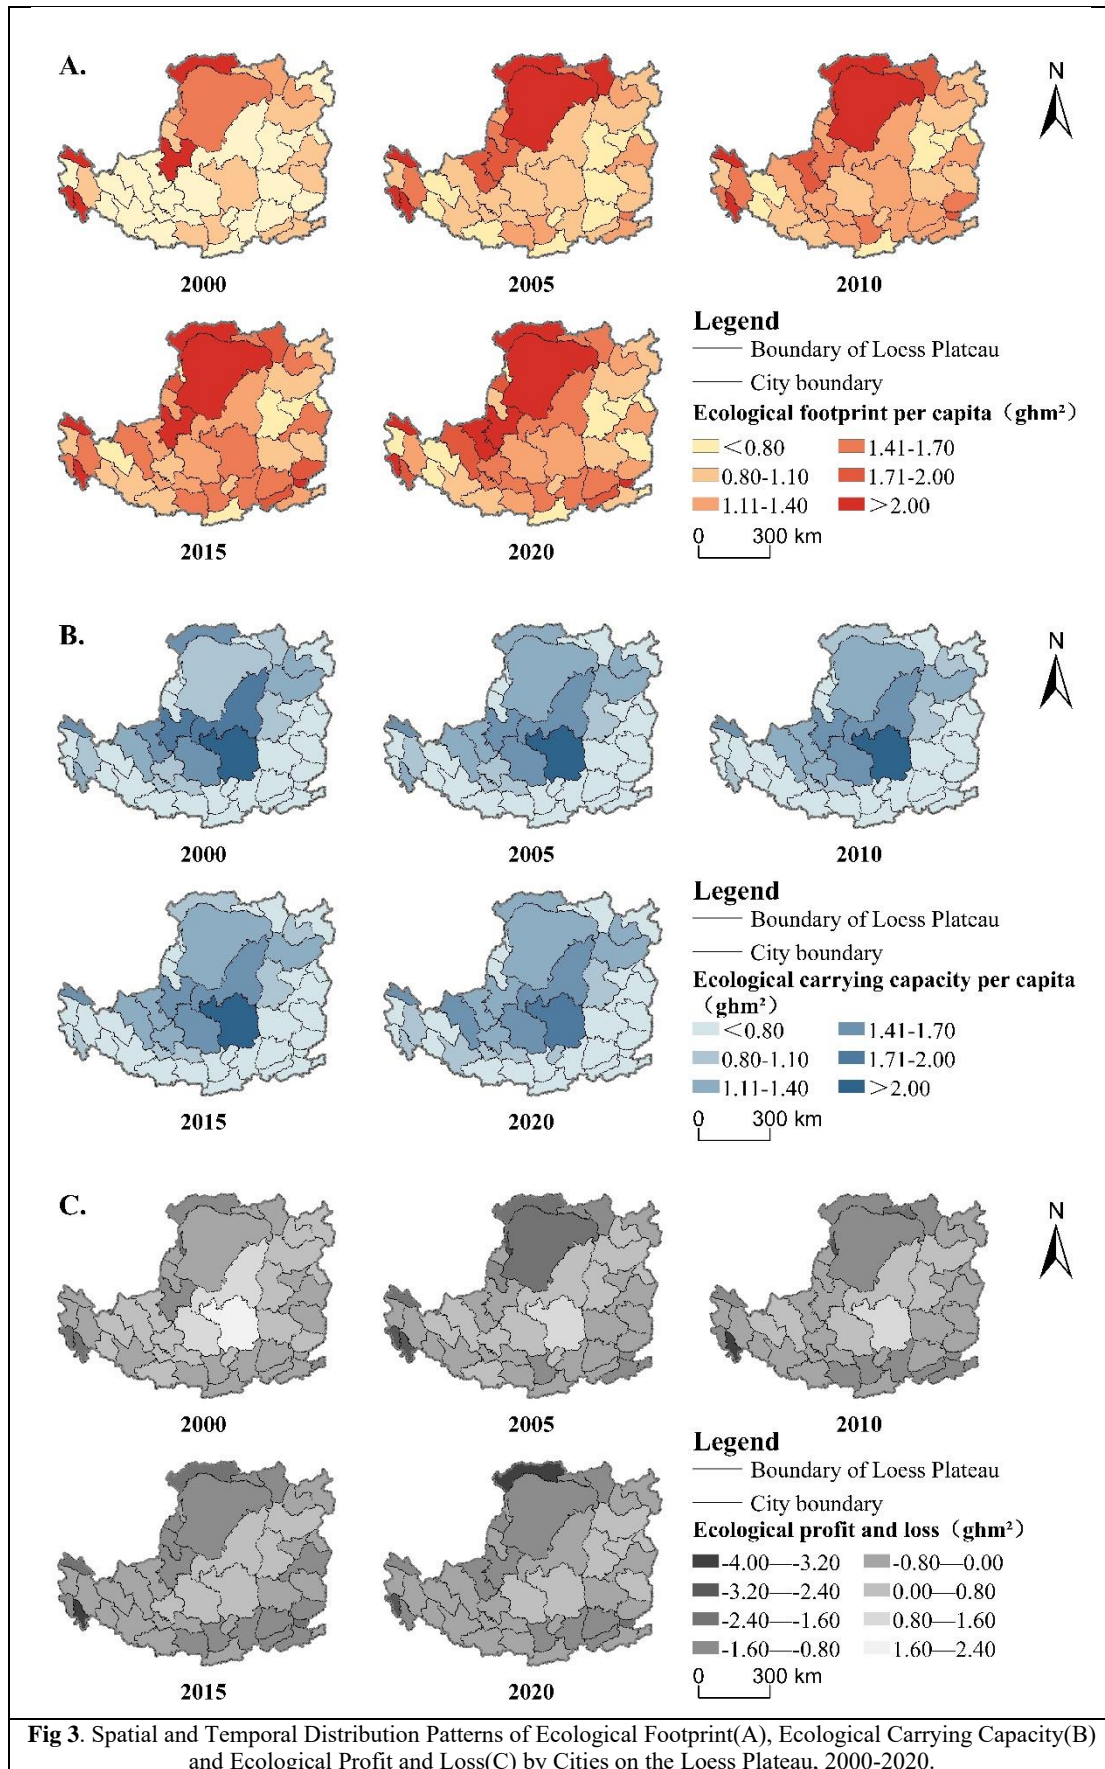 A.
N
2000
2005
2010
Legend
Boundary of Loess Plateau
City boundary
Ecological footprint per capita（ghm²）
＜0.80 1.41-1.70
0.80-1.10 1.71-2.00
1.11-1.40 ＞2.00
0 300 km
2015
2020
B.
N
2000
2005
2010
Legend
Boundary of Loess Plateau
City boundary
Ecological carrying capacity per capita
（ghm²）
＜0.80 1.41-1.70
0.80-1.10 1.71-2.00
1.11-1.40 ＞2.00
0 300 km
2015
2020
C.
N
2000
2005
2010
Legend
Boundary of Loess Plateau
City boundary
Ecological profit and loss（ghm²）
-4.00—-3.20 -0.80—0.00
-3.20—-2.40 0.00—0.80
-2.40—-1.60 0.80—1.60
-1.60—-0.80 1.60—2.40
0 300 km
2015
2020
Fig 3. Spatial and Temporal Distribution Patterns of Ecological Footprint(A), Ecological Carrying Capacity(B)
and Ecological Profit and Loss(C) by Cities on the Loess Plateau, 2000-2020.